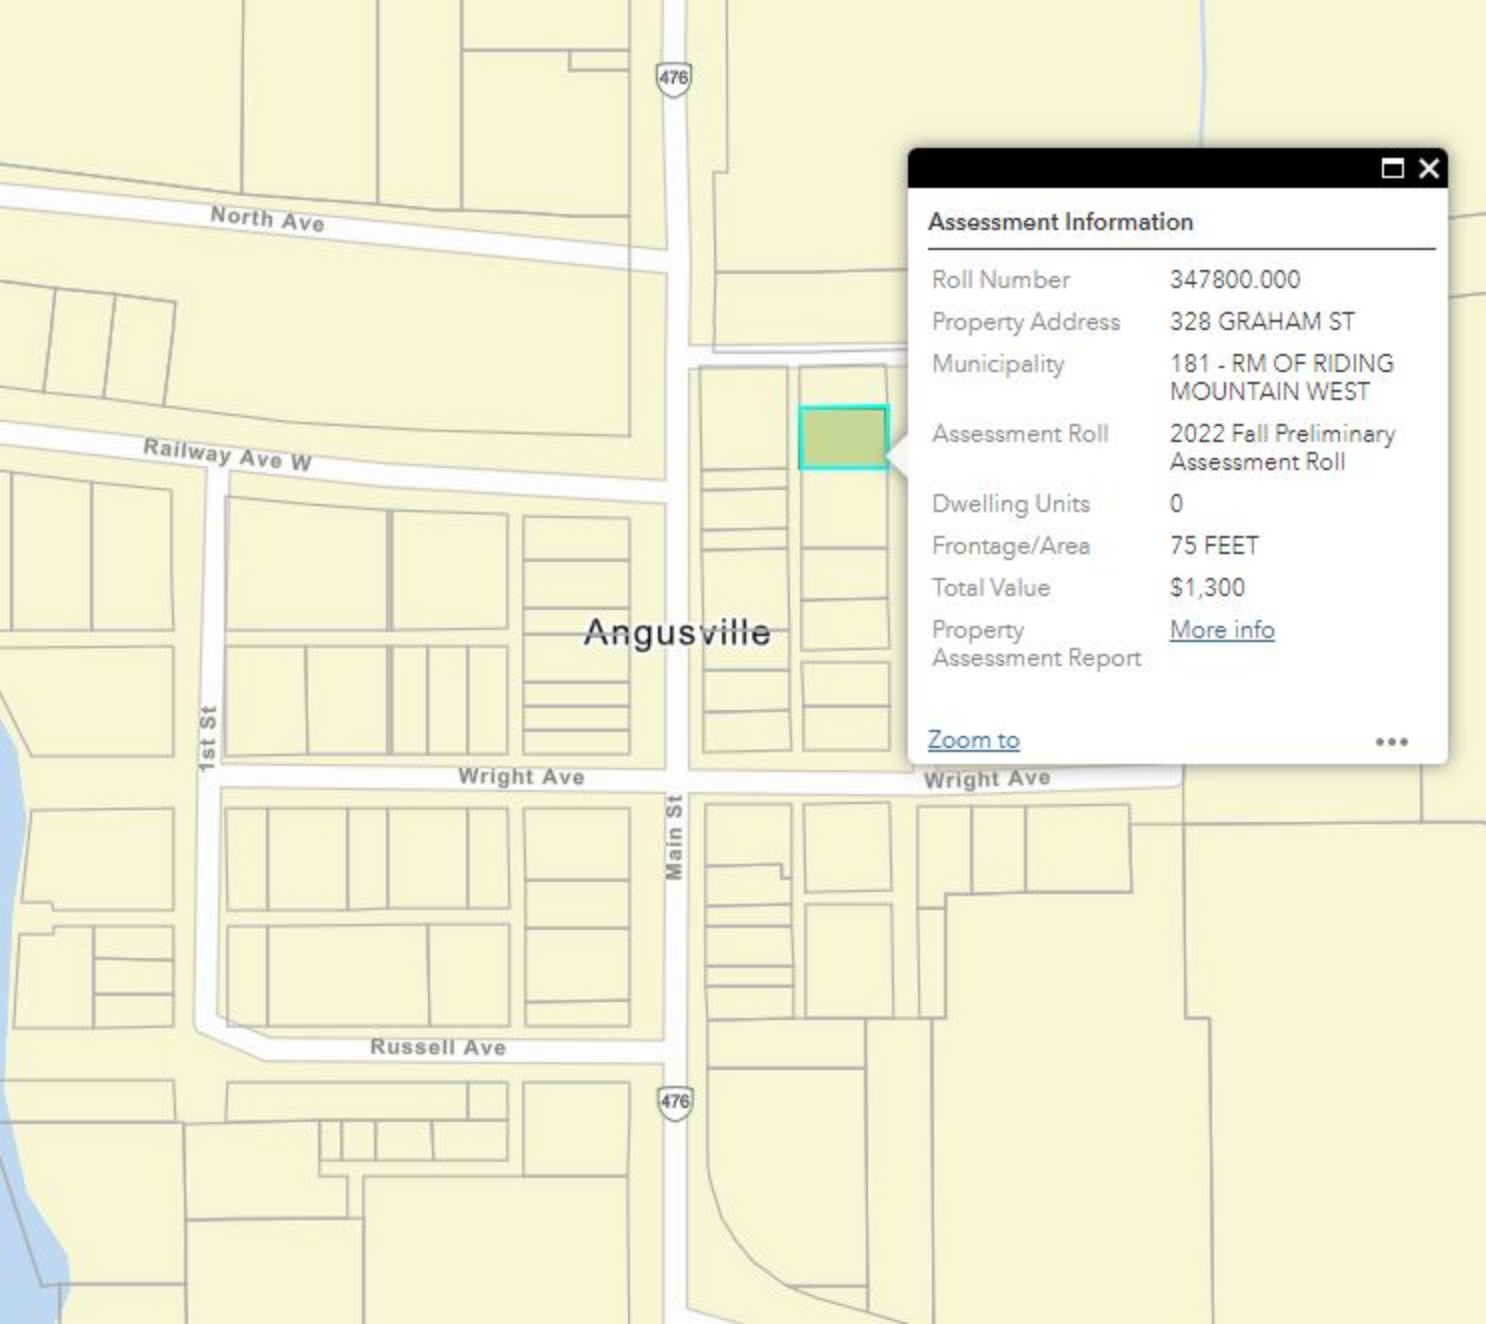 476
North Ave
Assessment Information
Roll Number 347800.000
Property Address 328 GRAHAM ST
Municipality 181 - RM OF RIDING
MOUNTAIN WEST
Assessment Roll 2022 Fall Preliminary
Assessment Roll
Railway Ave W
Dwelling Units 0
Frontage/Area 75 FEET
Total Value $1,300
Property
Assessment Report
More info
Angusville
Zoom to
1st St
Wright Ave
Wright Ave
Main St
Russell Ave
476